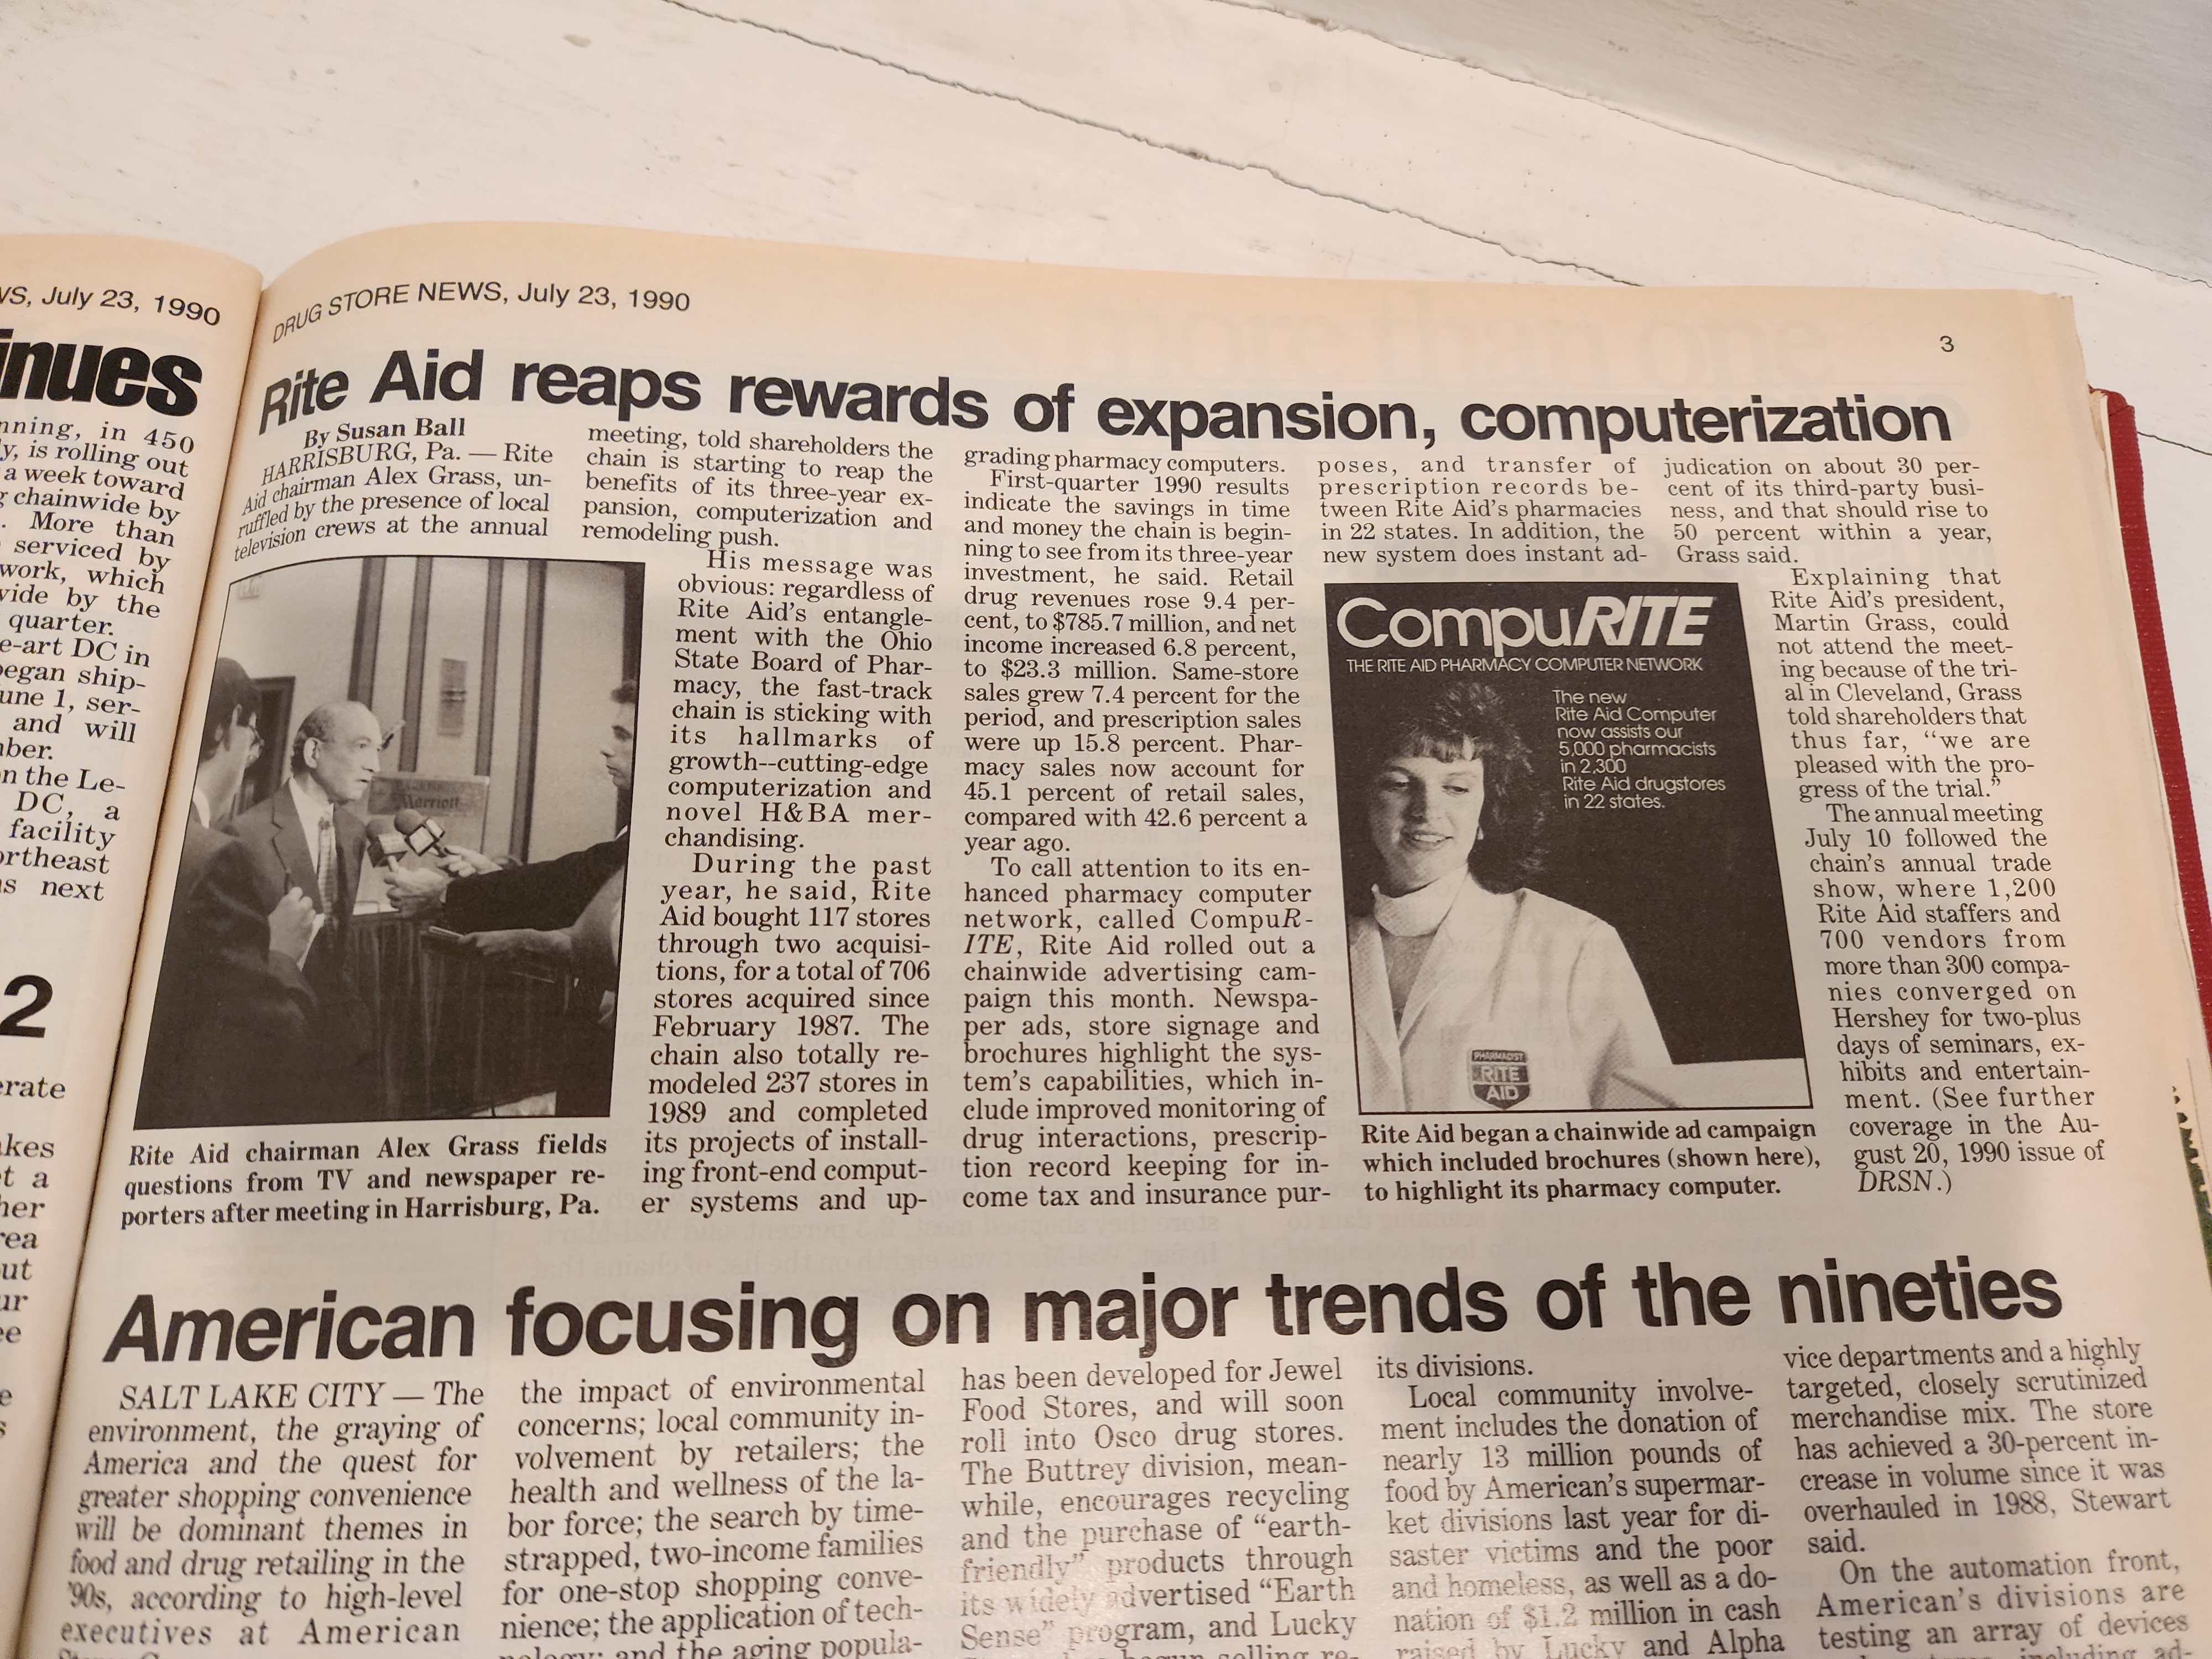 WS, July 23, 1990
inues
nning, in 450
y, is rolling out
a week toward
g chainwide by
. More than
serviced by
work, which
wide by the
quarter.
e-art DC in
began ship-
une 1, ser-
and will
mber.
on the Le-
DC, a
facility
ortheast
as next
2
erate
akes
t a
her
rea
out
ur
ee
e
s
DRUG STORE NEWS, July 23, 1990
3
Rite Aid reaps rewards of expansion, computerization
By Susan Ball
HARRISBURG, Pa. — Rite
Aid chairman Alex Grass, un-
ruffled by the presence of local
television crews at the annual
Marriott
Rite Aid chairman Alex Grass fields
questions from TV and newspaper re-
porters after meeting in Harrisburg, Pa.
meeting, told shareholders the
chain is starting to reap the
benefits of its three-year ex-
pansion, computerization and
remodeling push.
His message was
obvious: regardless of
Rite Aid's entangle-
ment with the Ohio
State Board of Phar-
macy, the fast-track
chain is sticking with
its hallmarks of
growth--cutting-edge
computerization and
novel H&BA mer-
chandising.
During the past
year, he said, Rite
Aid bought 117 stores
through two acquisi-
tions, for a total of 706
stores acquired since
February 1987. The
chain also totally re-
modeled 237 stores in
1989 and completed
its projects of install-
ing front-end comput-
er systems and up-
grading pharmacy computers.
First-quarter 1990 results
indicate the savings in time
and money the chain is begin-
ning to see from its three-year
investment, he said. Retail
drug revenues rose 9.4 per-
cent, to $785.7 million, and net
income increased 6.8 percent,
to $23.3 million. Same-store
sales grew 7.4 percent for the
period, and prescription sales
were up 15.8 percent. Phar-
macy sales now account for
45.1 percent of retail sales,
compared with 42.6 percent a
year ago.
To call attention to its en-
hanced pharmacy computer
network, called CompuR-
ITE, Rite Aid rolled out a
chainwide advertising cam-
paign this month. Newspa-
per ads, store signage and
brochures highlight the sys-
tem's capabilities, which in-
clude improved monitoring of
drug interactions, prescrip-
tion record keeping for in-
come tax and insurance pur-
poses, and transfer of
prescription records be-
tween Rite Aid's pharmacies
in 22 states. In addition, the
new system does instant ad-
judication on about 30 per-
cent of its third-party busi-
ness, and that should rise to
50 percent within a year,
Grass said.
CompuRITE
THE RITE AID PHARMACY COMPUTER NETWORK
The new
Rite Aid Computer
now assists our
5,000 pharmacists
in 2,300
Rite Aid drugstores
in 22 states.
PHARMACIST
RITE
AID
Rite Aid began a chainwide ad campaign
which included brochures (shown here),
to highlight its pharmacy computer.
Explaining that
Rite Aid's president,
Martin Grass, could
not attend the meet-
ing because of the tri-
al in Cleveland, Grass
told shareholders that
thus far, "we are
pleased with the pro-
gress of the trial."
The annual meeting
July 10 followed the
chain's annual trade
show, where 1,200
Rite Aid staffers and
700 vendors from
more than 300 compa-
nies converged on
Hershey for two-plus
days of seminars, ex-
hibits and entertain-
ment. (See further
coverage in the Au-
gust 20, 1990 issue of
DRSN.)
American focusing on major trends of the nineties
SALT LAKE CITY — The
environment, the graying of
America and the quest for
greater shopping convenience
will be dominant themes in
food and drug retailing in the
'90s, according to high-level
executives at American
the impact of environmental
concerns; local community in-
volvement by retailers; the
health and wellness of the la-
bor force; the search by time-
strapped, two-income families
for one-stop shopping conve-
nience; the application of tech-
nology; and the aging popula-
has been developed for Jewel
Food Stores, and will soon
roll into Osco drug stores.
The Buttrey division, mean-
while, encourages recycling
and the purchase of "earth-
friendly" products through
its widely advertised "Earth
Sense" program, and Lucky
its divisions.
Local community involve-
ment includes the donation of
nearly 13 million pounds of
food by American's supermar-
ket divisions last year for di-
saster victims and the poor
and homeless, as well as a do-
nation of $1.2 million in cash
raised by Lucky and Alpha
vice departments and a highly
targeted, closely scrutinized
merchandise mix. The store
has achieved a 30-percent in-
crease in volume since it was
overhauled in 1988, Stewart
said.
On the automation front,
American's divisions are
testing an array of devices